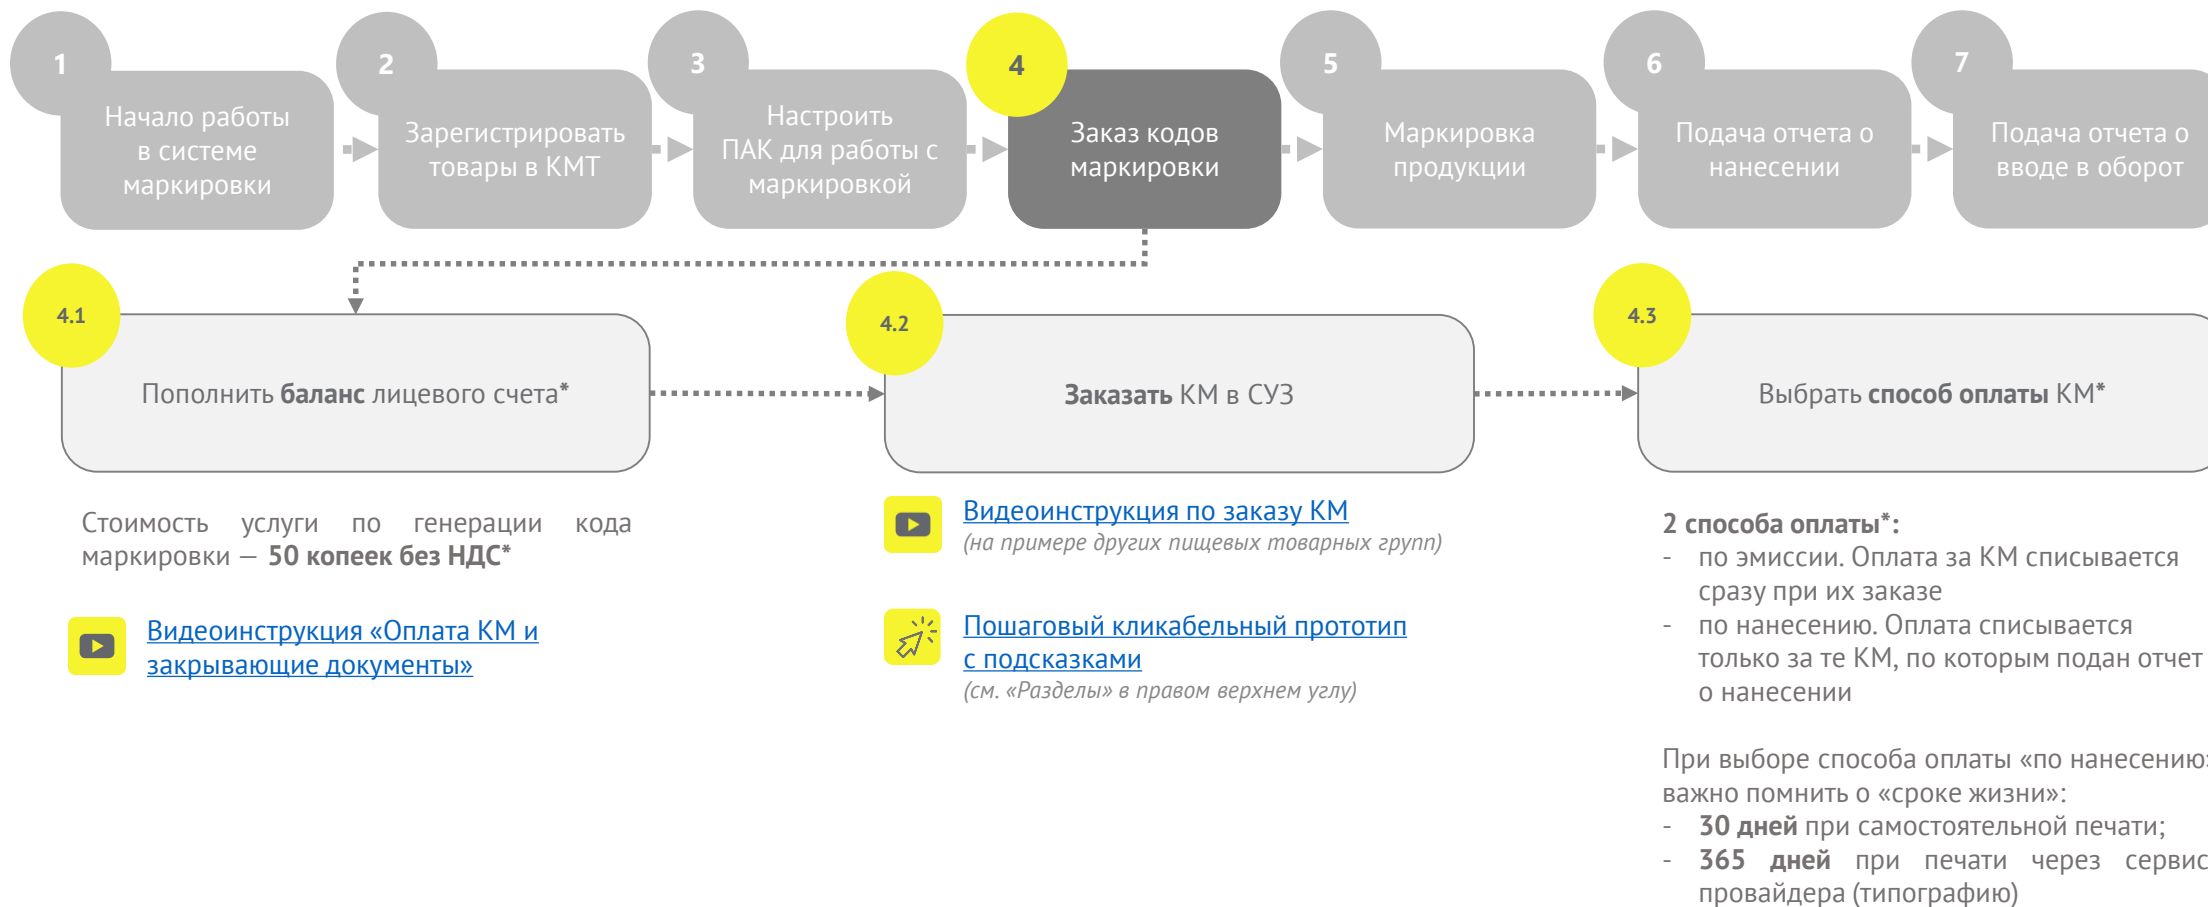 1
Начало работы
в системе
маркировки
2
Зарегистрировать
товары в КМТ
3
Настроить
ПАК для работы с
маркировкой
4
Заказ кодов
маркировки
5
Маркировка
продукции
6
Подача отчета о
нанесении
7
Подача отчета о
вводе в оборот
4.1
Пополнить баланс лицевого счета*
Стоимость услуги по генерации кода
маркировки — 50 копеек без НДС*
Видеоинструкция «Оплата КМ и
закрывающие документы»
4.2
Заказать КМ в СУЗ
Видеоинструкция по заказу КМ
(на примере других пищевых товарных групп)
Пошаговый кликабельный прототип
с подсказками
(см. «Разделы» в правом верхнем углу)
4.3
Выбрать способ оплаты КМ*
2 способа оплаты*:
- по эмиссии. Оплата за КМ списывается
сразу при их заказе
- по нанесению. Оплата списывается
только за те КМ, по которым подан отчет
о нанесении
При выборе способа оплаты «по нанесению»
важно помнить о «сроке жизни»:
- 30 дней при самостоятельной печати;
- 365 дней при печати через сервис
провайдера (типографию)